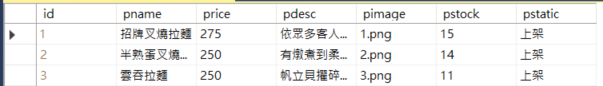 id pname price pdesc pimage pstock pstatic
1 招牌叉燒拉麵 275 依眾多客人... 1.png 15 上架
2 半熟蛋叉燒... 250 有燉煮到柔... 2.png 14 上架
3 雲吞拉麵 250 帆立貝攪碎... 3.png 11 上架